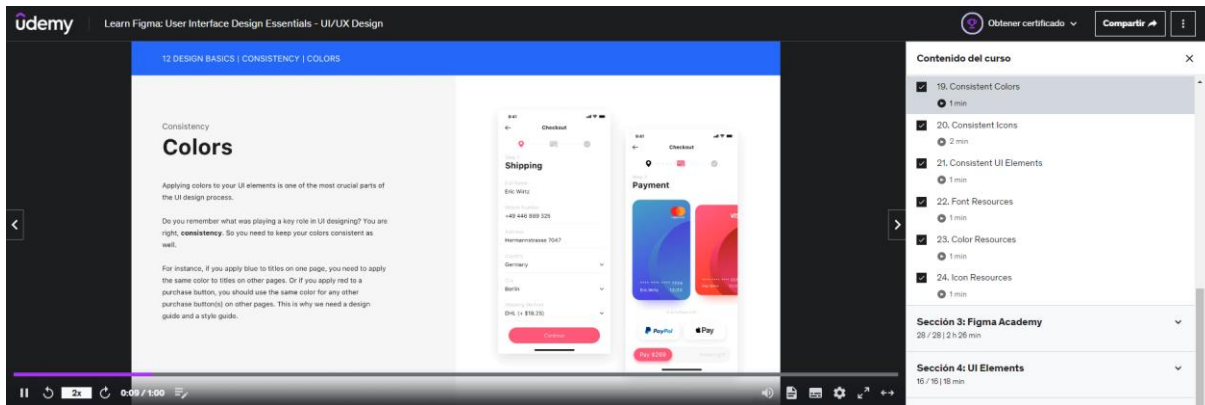 ûdemy
Learn Figma: User Interface Design Essentials - UI/UX Design
Obtener certificado
Compartir
12 DESIGN BASICS | CONSISTENCY | COLORS
Consistency
Colors
Applying colors to your UI elements is one of the most crucial parts of
the UI design process.
Do you remember what was playing a key role in UI designing? You are
right, consistency. So you need to keep your colors consistent as
well.
For instance, if you apply blue to titles on one page, you need to apply
the same color to titles on other pages. Or if you apply red to a
purchase button, you should use the same color for any other
purchase button(s) on other pages. This is why we need a design
guide and a style guide.
9:41
Checkout
Shipping
Eric Wirtz
+49 448 889 325
Hermannstrasse 7047
Germany
Berlin
DHL (+ $18.25)
Continue
9:41
Checkout
Payment
VIS
Eric Wirtz
PayPal
Pay
Pay $269
Contenido del curso
19. Consistent Colors
1 min
20. Consistent Icons
2 min
21. Consistent UI Elements
1 min
22. Font Resources
1 min
23. Color Resources
1 min
24. Icon Resources
1 min
Sección 3: Figma Academy
28 / 28 | 2 h 26 min
Sección 4: UI Elements
16 / 16 | 18 min
2x
0:09 / 1:00